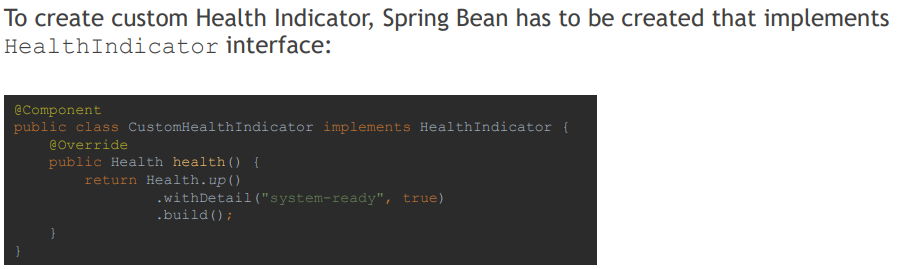 To create custom Health Indicator, Spring Bean has to be created that implements
HealthIndicator interface:
@Component
public class CustomHealthIndicator implements HealthIndicator {
    @Override
    public Health health() {
        return Health.up()
                .withDetail("system-ready", true)
                .build();
    }
}